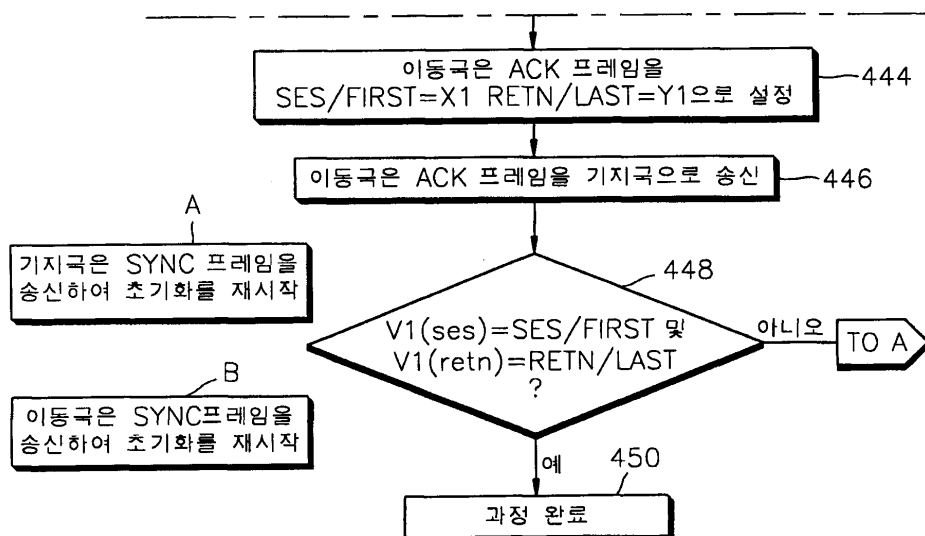 이동국은 ACK 프레임을
SES/FIRST=X1 RETN/LAST=Y1으로 설정
444
이동국은 ACK 프레임을 기지국으로 송신
446
A
기지국은 SYNC 프레임을
송신하여 초기화를 재시작
448
V1(ses)=SES/FIRST 및
V1(retn)=RETN/LAST
?
아니오
TO A
B
이동국은 SYNC프레임을
송신하여 초기화를 재시작
예
450
과정 완료